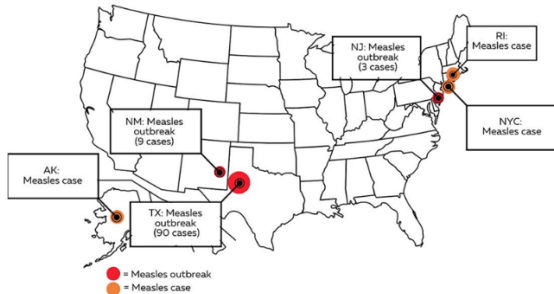 RI:
Measles case
NJ: Measles
outbreak
(3 cases)
NM: Measles
outbreak
(9 cases)
NYC:
Measles case
AK:
Measles case
TX: Measles
outbreak
(90 cases)
= Measles outbreak
= Measles case